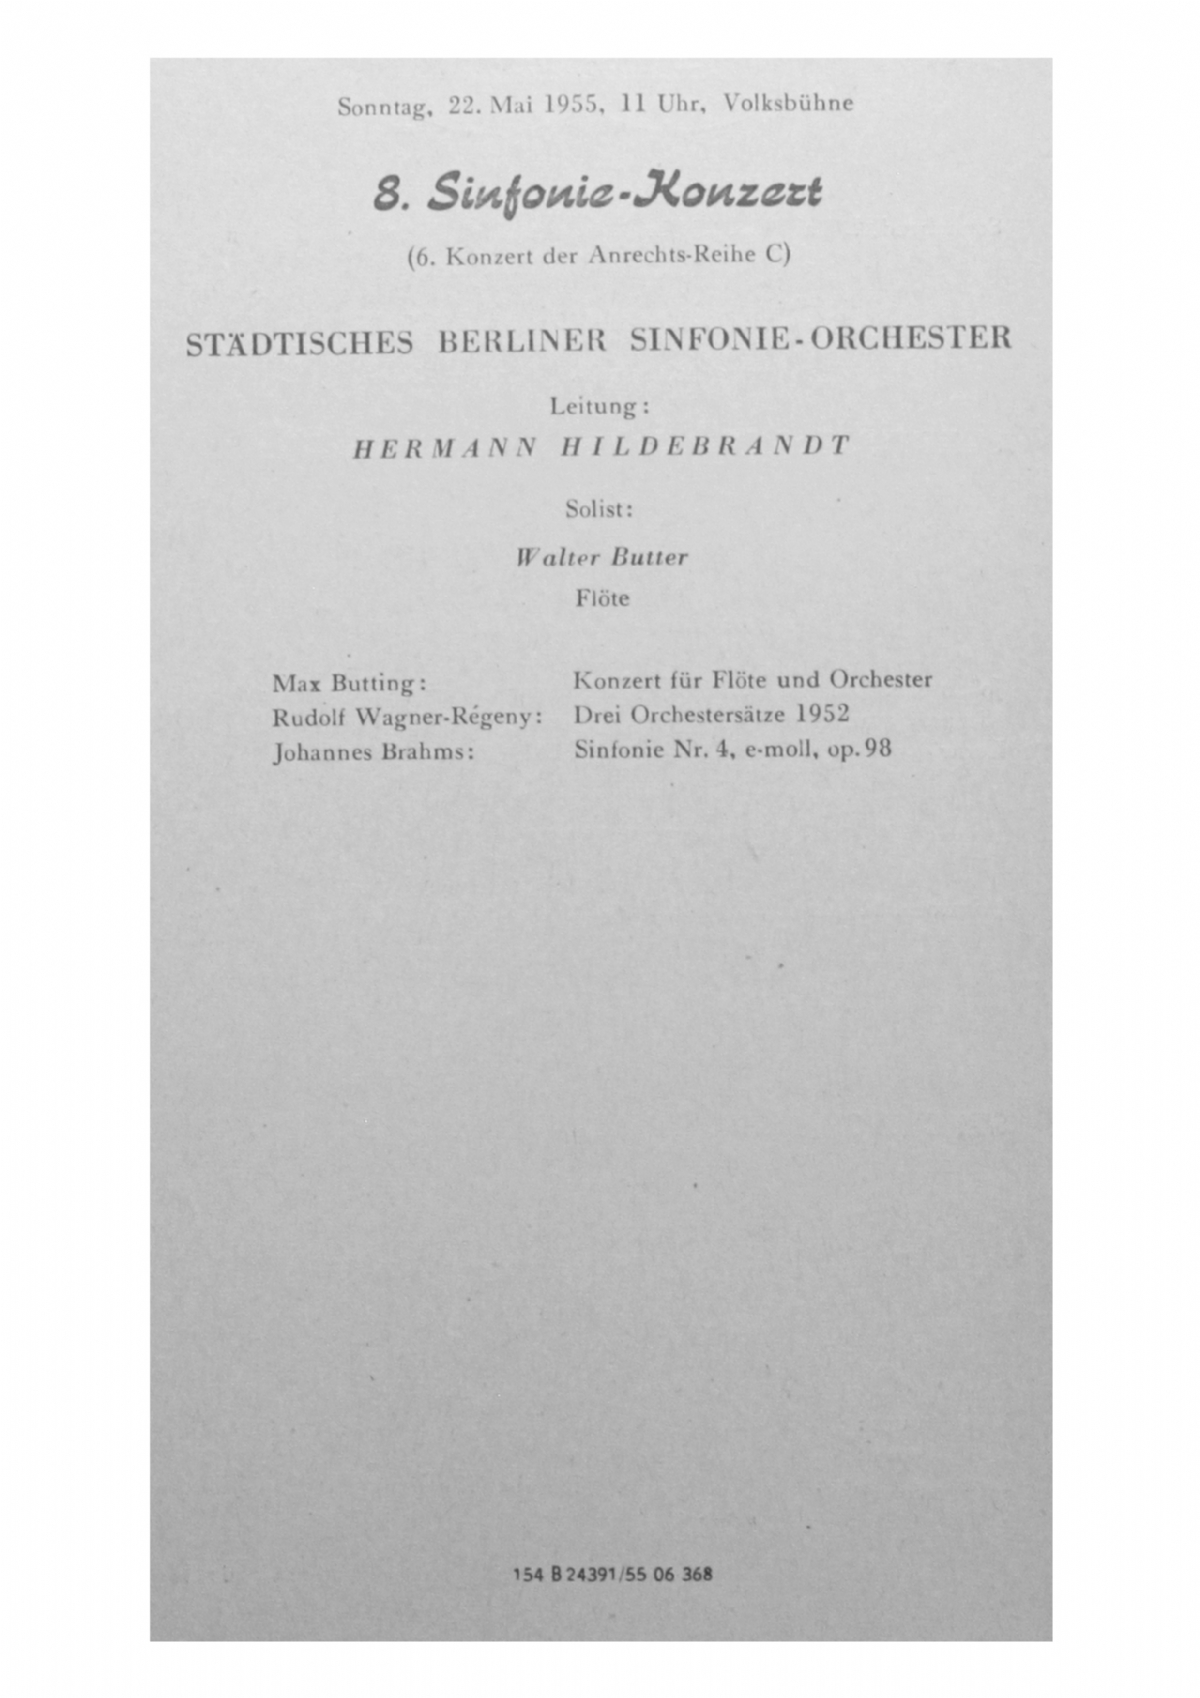 Sonntag, 22. Mai 1955, 11 Uhr, Volksbühne
8. Sinfonie-Konzert
(6. Konzert der Anrechts-Reihe C)
STÄDTISCHES BERLINER SINFONIE-ORCHESTER
Leitung:
HERMANN HILDEBRANDT
Solist:
Walter Butter
Flöte
Max Butting: Konzert für Flöte und Orchester
Rudolf Wagner-Régeny: Drei Orchestersätze 1952
Johannes Brahms: Sinfonie Nr. 4, e-moll, op. 98
154 B 24391/55 06 368